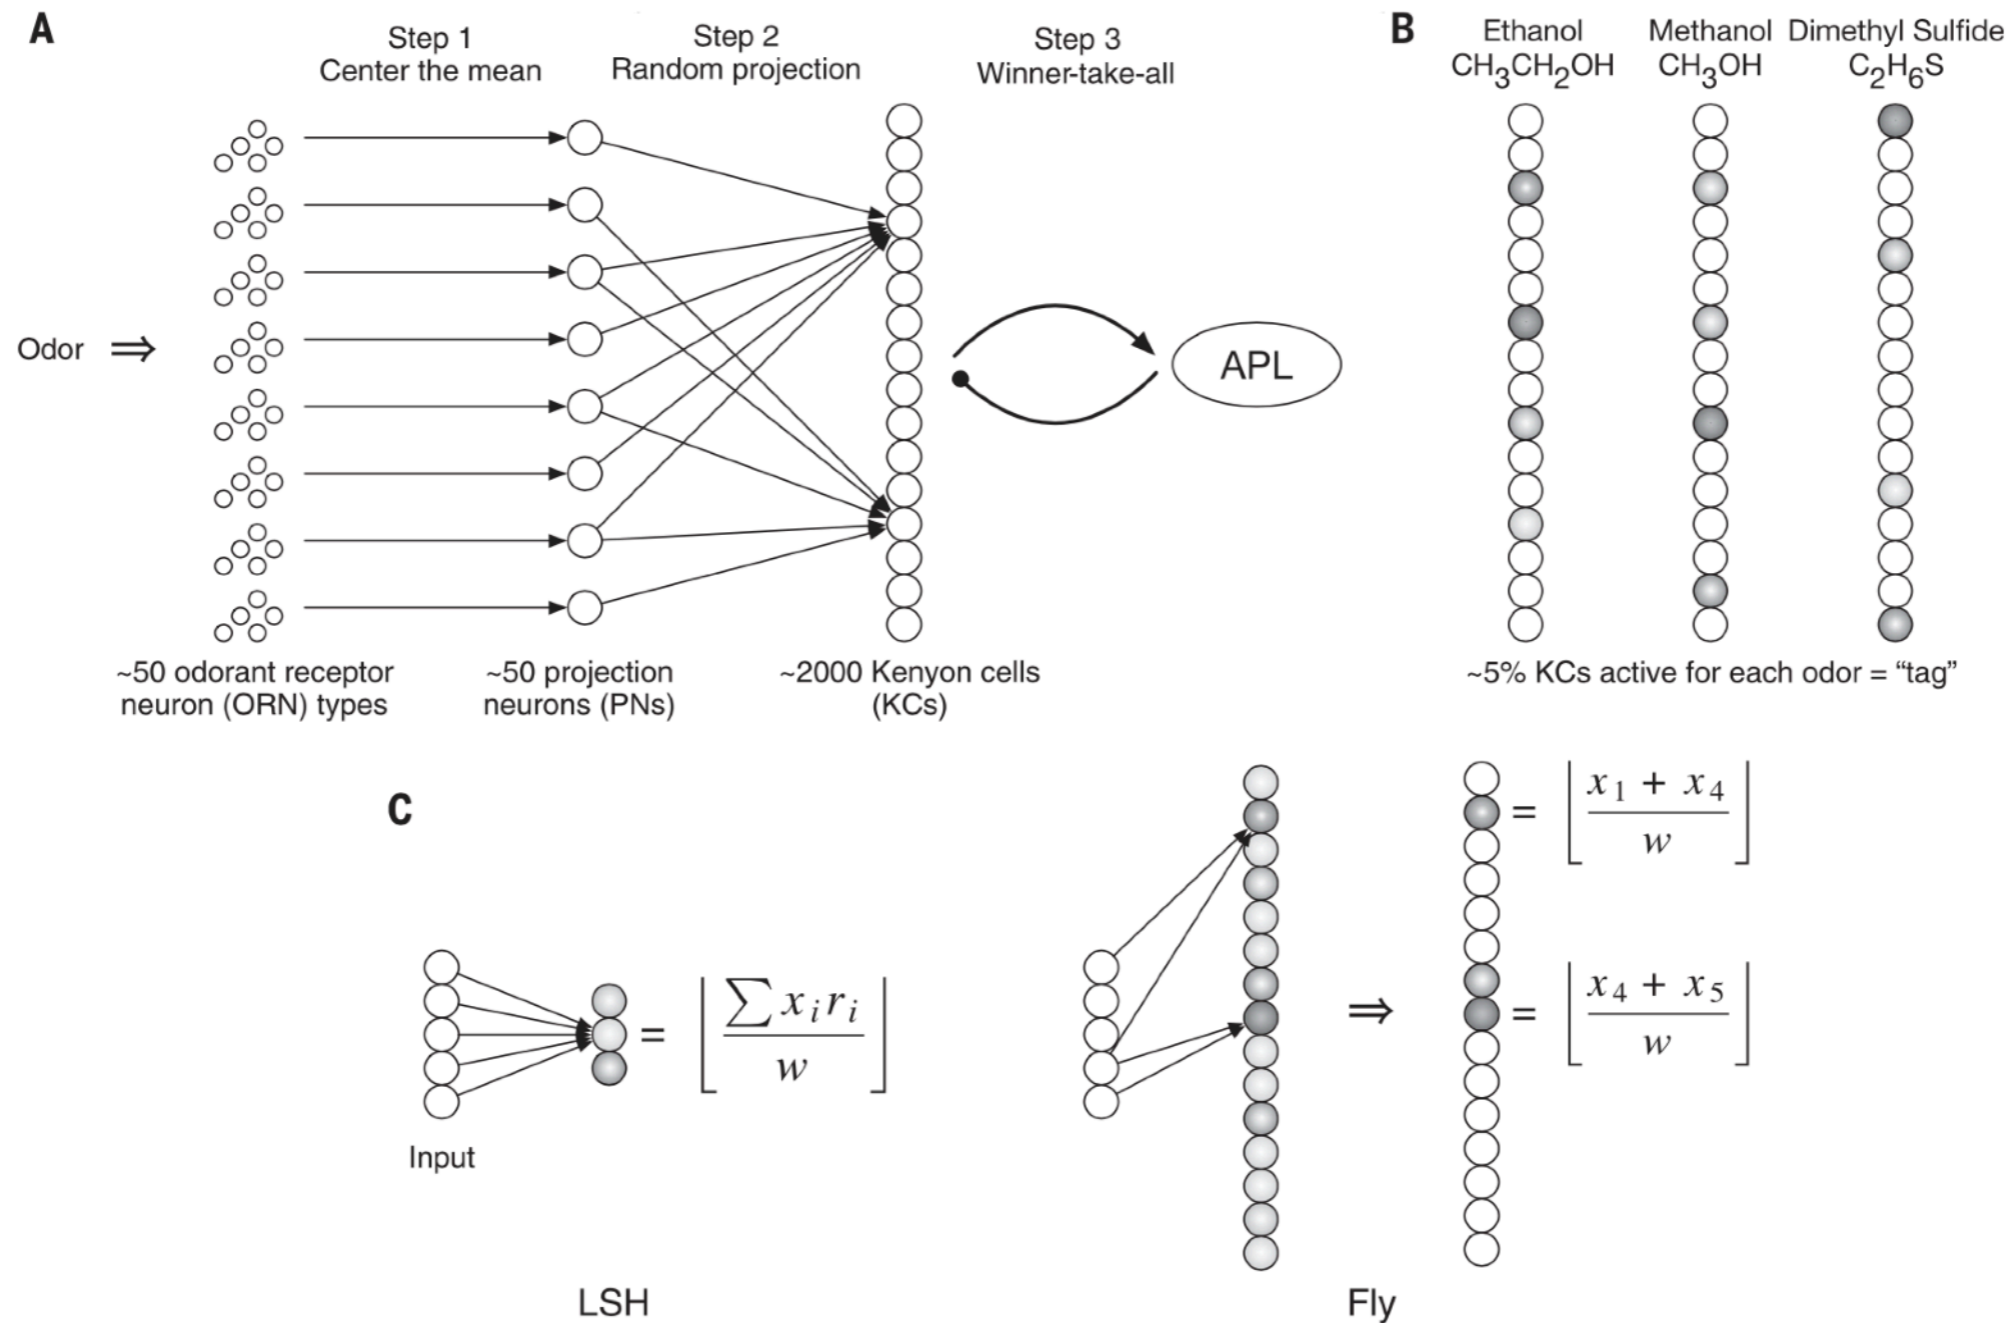 A
Step 1
Center the mean
Step 2
Random projection
Step 3
Winner-take-all
Odor ⇒
APL
~50 odorant receptor
neuron (ORN) types
~50 projection
neurons (PNs)
~2000 Kenyon cells
(KCs)
B
Ethanol
CH₃CH₂OH
Methanol
CH₃OH
Dimethyl Sulfide
C₂H₆S
~5% KCs active for each odor = “tag”
C
Input
= ⌊ ∑ xᵢrᵢ / w ⌋
LSH
⇒
= ⌊ x₁ + x₄ / w ⌋
= ⌊ x₄ + x₅ / w ⌋
Fly